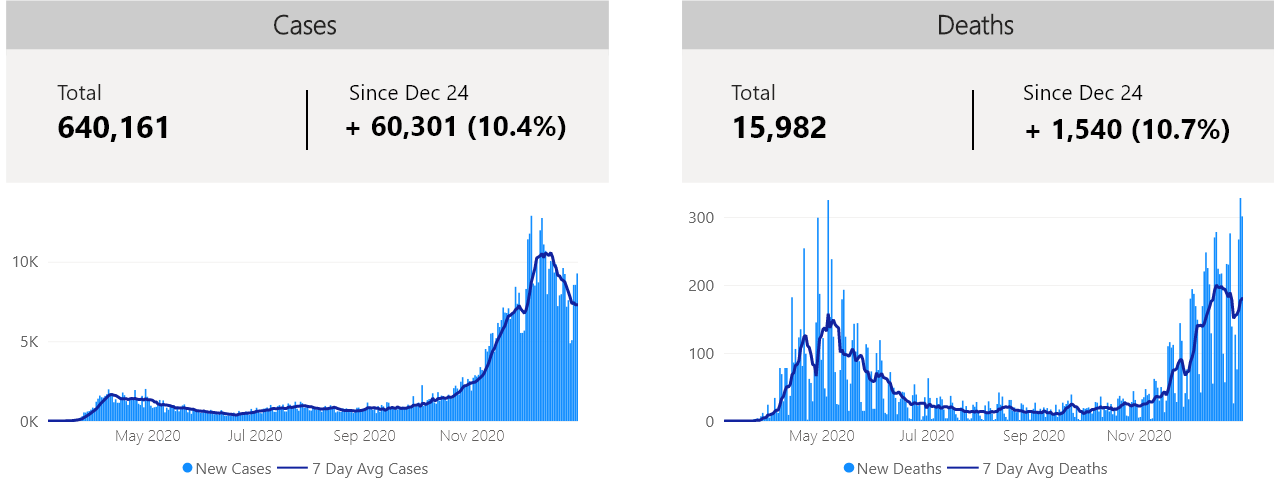 Cases
Total
Since Dec 24
640,161
+ 60,301 (10.4%)
10K
5K
0K
May 2020
Jul 2020
Sep 2020
Nov 2020
New Cases
7 Day Avg Cases
Deaths
Total
Since Dec 24
15,982
+ 1,540 (10.7%)
300
200
100
0
May 2020
Jul 2020
Sep 2020
Nov 2020
New Deaths
7 Day Avg Deaths